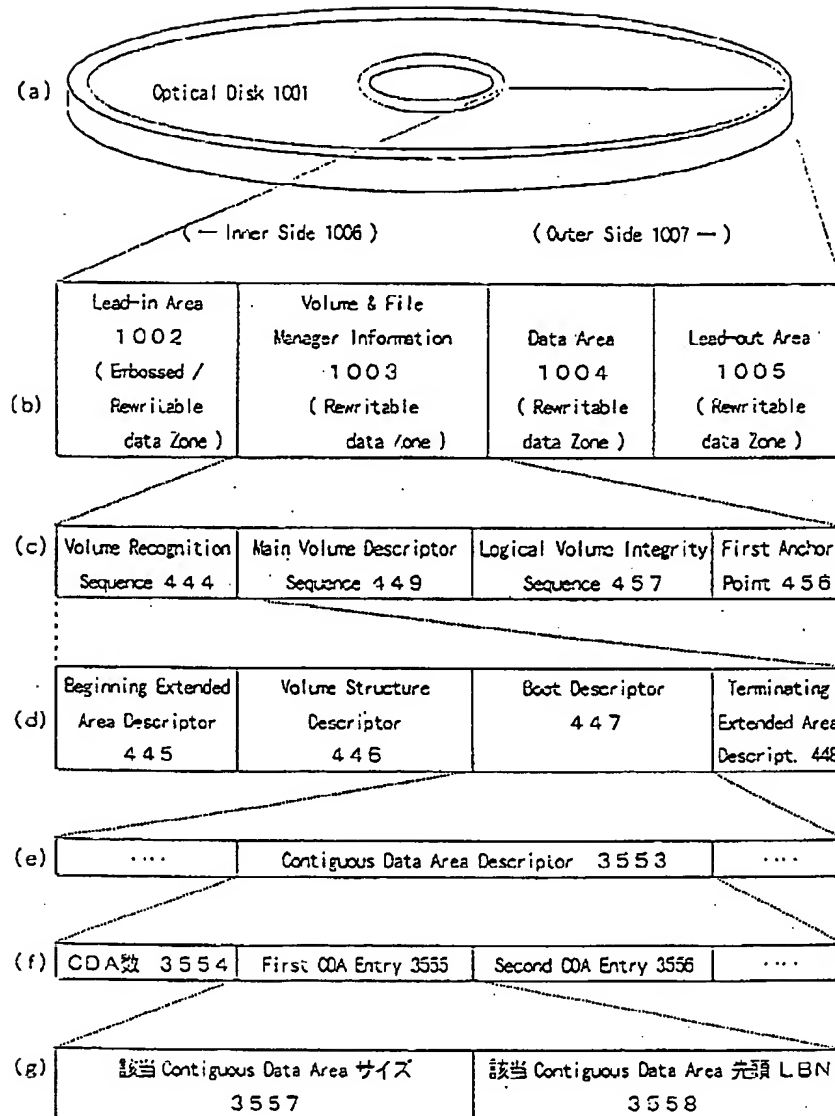 (a)
Optical Disk 1001
( ← Inner Side 1006 )
( Outer Side 1007 → )
(b)
Lead-in Area
1002
( Embossed /
Rewritable
data Zone )
Volume & File
Manager Information
1003
( Rewritable
data Zone )
Data Area
1004
( Rewritable
data Zone )
Lead-out Area
1005
( Rewritable
data Zone )
(c)
Volume Recognition
Sequence 444
Main Volume Descriptor
Sequence 449
Logical Volume Integrity
Sequence 457
First Anchor
Point 456
(d)
Beginning Extended
Area Descriptor
445
Volume Structure
Descriptor
446
Boot Descriptor
447
Terminating
Extended Area
Descript. 448
(e)
····
Contiguous Data Area Descriptor 3553
····
(f)
CDA数 3554
First CDA Entry 3555
Second CDA Entry 3556
····
(g)
該当 Contiguous Data Area サイズ
3557
該当 Contiguous Data Area 先頭 LBN
3558